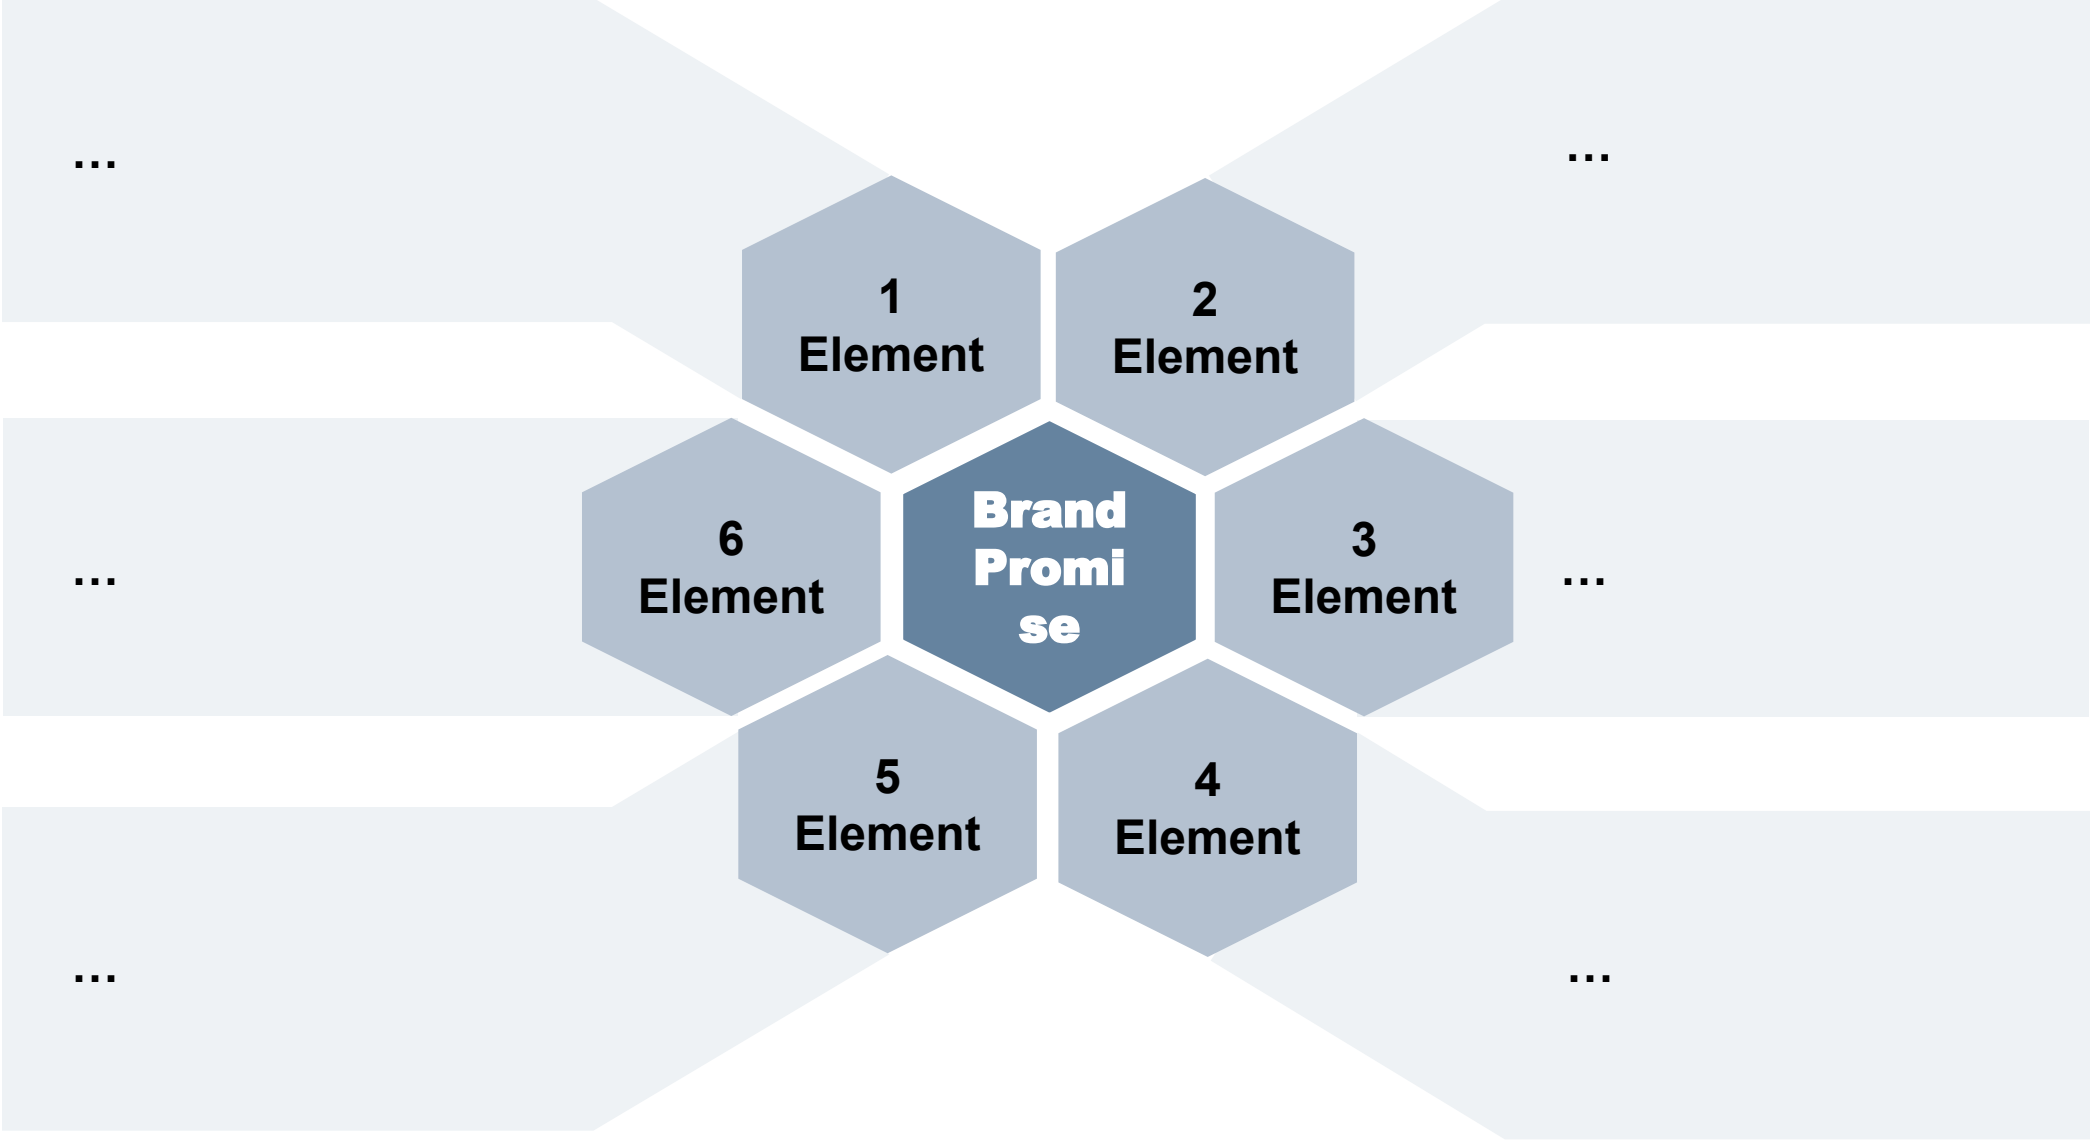 …
…
1
Element
2
Element
…
6
Element
Brand
Promi
se
3
Element
…
5
Element
4
Element
…
…